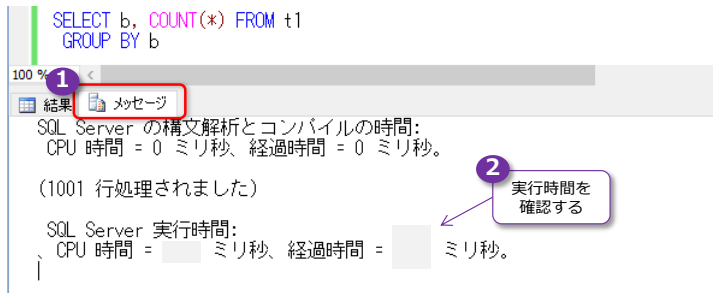 SELECT b, COUNT(*) FROM t1
GROUP BY b
100 %
1
結果 メッセージ
SQL Server の構文解析とコンパイルの時間:
CPU 時間 = 0 ミリ秒、経過時間 = 0 ミリ秒。
(1001 行処理されました)
2
実行時間を
確認する
SQL Server 実行時間:
、CPU 時間 = ミリ秒、経過時間 = ミリ秒。